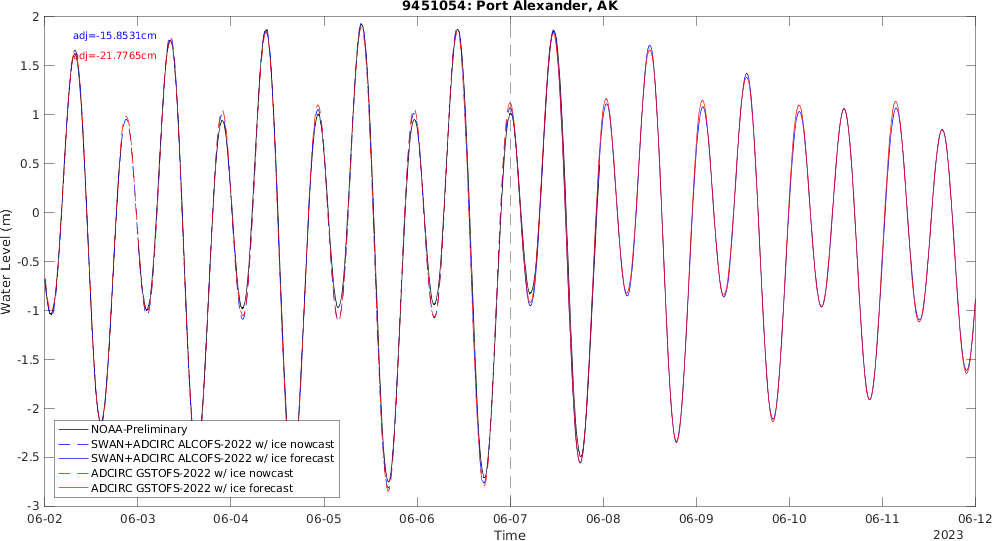 9451054: Port Alexander, AK
adj=-15.8531cm
adj=-21.7765cm
Water Level (m)
2
1.5
1
0.5
0
-0.5
-1
-1.5
-2
-2.5
-3
NOAA-Preliminary
SWAN+ADCIRC ALCOFS-2022 w/ ice nowcast
SWAN+ADCIRC ALCOFS-2022 w/ ice forecast
ADCIRC GSTOFS-2022 w/ ice nowcast
ADCIRC GSTOFS-2022 w/ ice forecast
06-02 06-03 06-04 06-05 06-06 06-07 06-08 06-09 06-10 06-11 06-12
Time
2023